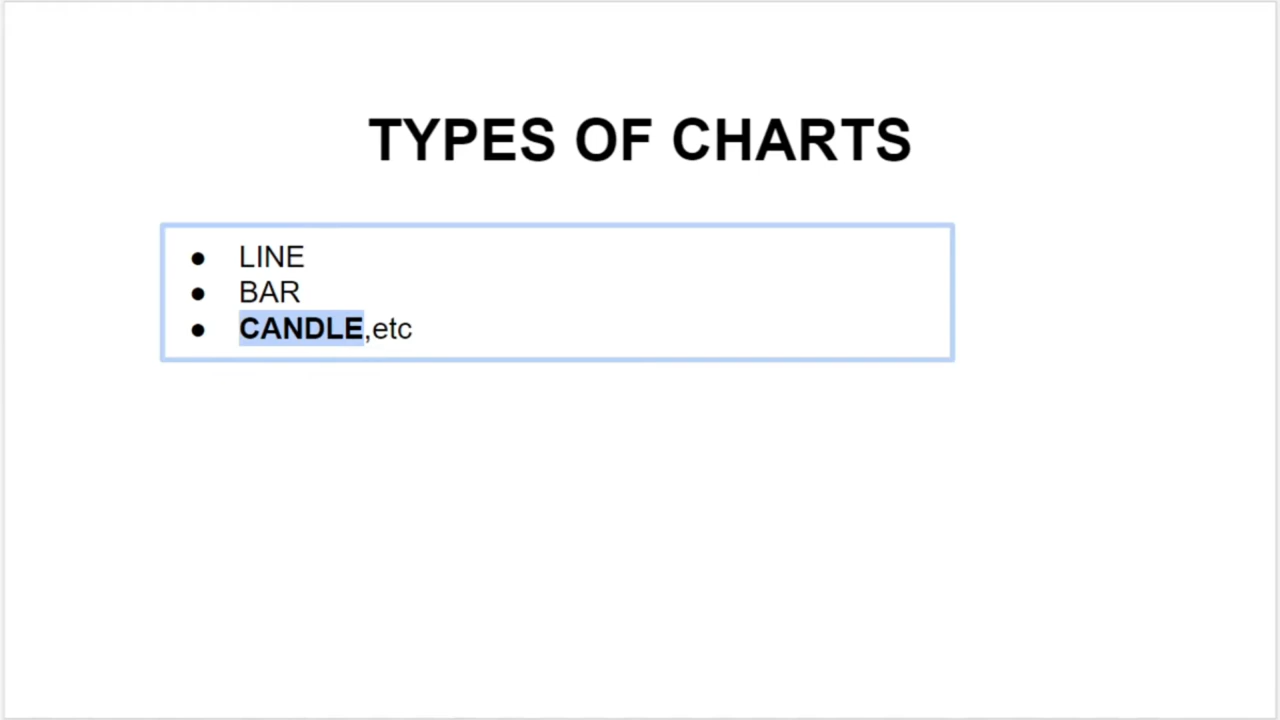 TYPES OF CHARTS
● LINE
● BAR
● CANDLE,etc